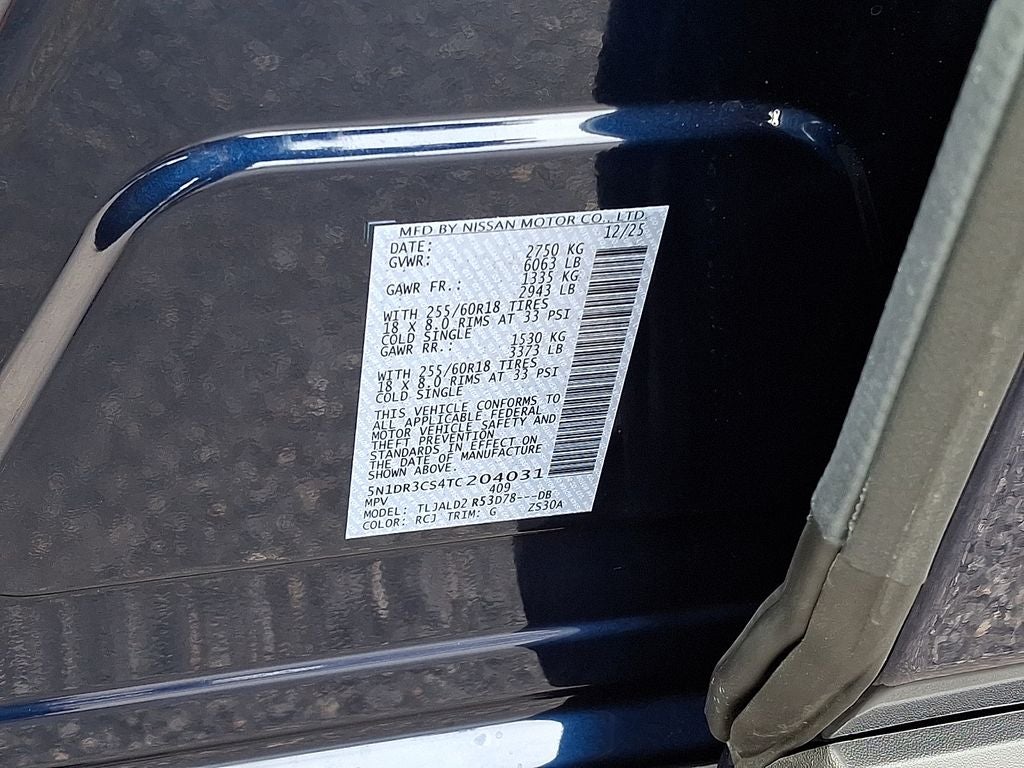 MFD BY NISSAN MOTOR CO., LTD.
DATE: 12/25
GVWR: 2750 KG
6063 LB
GAWR FR.: 1335 KG
2943 LB
WITH 255/60R18 TIRES
18 X 8.0 RIMS AT 33 PSI
COLD SINGLE
GAWR RR.: 1530 KG
3373 LB
WITH 255/60R18 TIRES
18 X 8.0 RIMS AT 33 PSI
COLD SINGLE
THIS VEHICLE CONFORMS TO
ALL APPLICABLE FEDERAL
MOTOR VEHICLE SAFETY AND
THEFT PREVENTION
STANDARDS IN EFFECT ON
THE DATE OF MANUFACTURE
SHOWN ABOVE.
5N1DR3CS4TC204031
MPV 409
MODEL: TLJALD2 R53D78---DB
COLOR: RCJ TRIM: G ZS30A